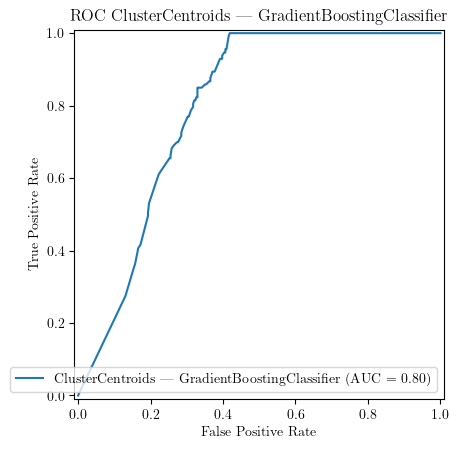 ROC ClusterCentroids — GradientBoostingClassifier
1.0
0.8
0.6
0.4
0.2
0.0
True Positive Rate
ClusterCentroids — GradientBoostingClassifier (AUC = 0.80)
0.0 0.2 0.4 0.6 0.8 1.0
False Positive Rate